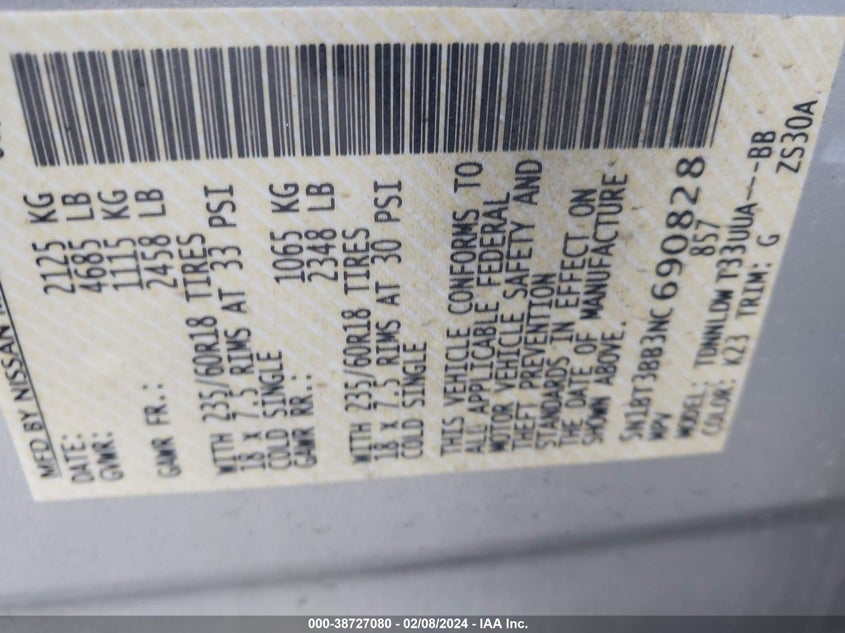 MFD BY NISSAN
DATE:
GVWR: 2125 KG
4685 LB
GAWR FR.: 1115 KG
2458 LB
WITH 235/60R18 TIRES
18 x 7.5 RIMS AT 33 PSI
COLD SINGLE
GAWR RR.: 1065 KG
2348 LB
WITH 235/60R18 TIRES
18 x 7.5 RIMS AT 30 PSI
COLD SINGLE
THIS VEHICLE CONFORMS TO
ALL APPLICABLE FEDERAL
MOTOR VEHICLE SAFETY AND
THEFT PREVENTION
STANDARDS IN EFFECT ON
THE DATE OF MANUFACTURE
SHOWN ABOVE.
5N1BT3BB3NC690828
MPV 857
MODEL: TDNNLDW T33UUA----BB
COLOR: K23 TRIM: G ZS30A
000-38727080 - 02/08/2024 - IAA Inc.